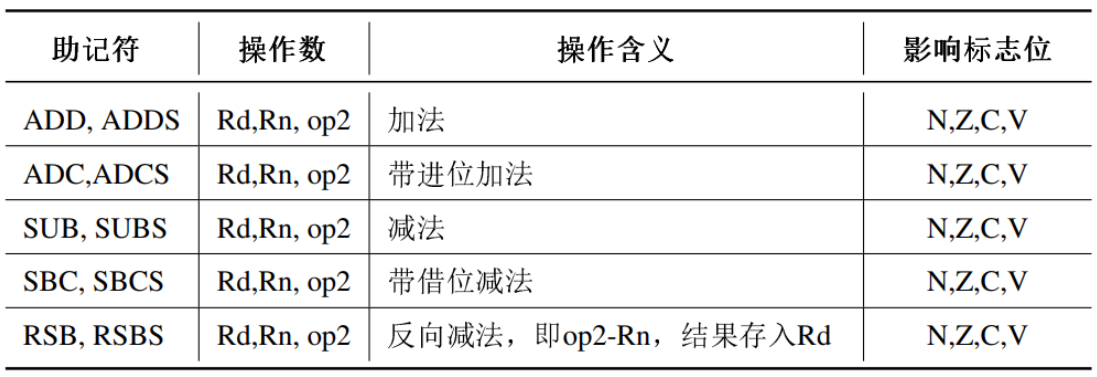 助记符 操作数 操作含义 影响标志位
ADD, ADDS Rd,Rn, op2 加法 N,Z,C,V
ADC,ADCS Rd,Rn, op2 带进位加法 N,Z,C,V
SUB, SUBS Rd,Rn, op2 减法 N,Z,C,V
SBC, SBCS Rd,Rn, op2 带借位减法 N,Z,C,V
RSB, RSBS Rd,Rn, op2 反向减法，即op2-Rn，结果存入Rd N,Z,C,V